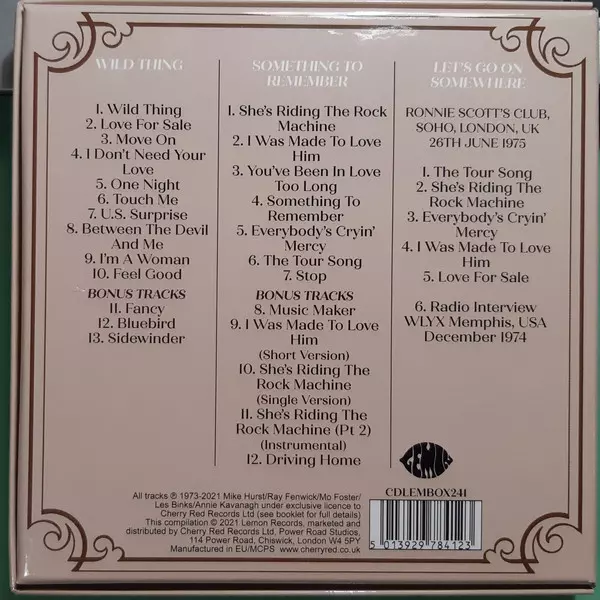 WILD THING
1. Wild Thing
2. Love For Sale
3. Move On
4. I Don't Need Your
Love
5. One Night
6. Touch Me
7. U.S. Surprise
8. Between The Devil
And Me
9. I'm A Woman
10. Feel Good
BONUS TRACKS
11. Fancy
12. Bluebird
13. Sidewinder
SOMETHING TO
REMEMBER
1. She's Riding The Rock
Machine
2. I Was Made To Love
Him
3. You've Been In Love
Too Long
4. Something To
Remember
5. Everybody's Cryin'
Mercy
6. The Tour Song
7. Stop
BONUS TRACKS
8. Music Maker
9. I Was Made To Love
Him
(Short Version)
10. She's Riding The
Rock Machine
(Single Version)
11. She's Riding The
Rock Machine (Pt 2)
(Instrumental)
12. Driving Home
LET'S GO ON
SOMEWHERE
RONNIE SCOTT'S CLUB,
SOHO, LONDON, UK
26TH JUNE 1975
1. The Tour Song
2. She's Riding The
Rock Machine
3. Everybody's Cryin'
Mercy
4. I Was Made To Love
Him
5. Love For Sale
6. Radio Interview
WLYX Memphis, USA
December 1974
LEMON
CDLEMBOX241
5 013929 784123
All tracks ℗ 1973-2021 Mike Hurst/Ray Fenwick/Mo Foster/
Les Binks/Annie Kavanagh under exclusive licence to
Cherry Red Records Ltd (see booklet for full details)
This compilation © 2021 Lemon Records, marketed and
distributed by Cherry Red Records Ltd, Power Road Studios,
114 Power Road, Chiswick, London W4 5PY
Manufactured in EU/MCPS www.cherryred.co.uk